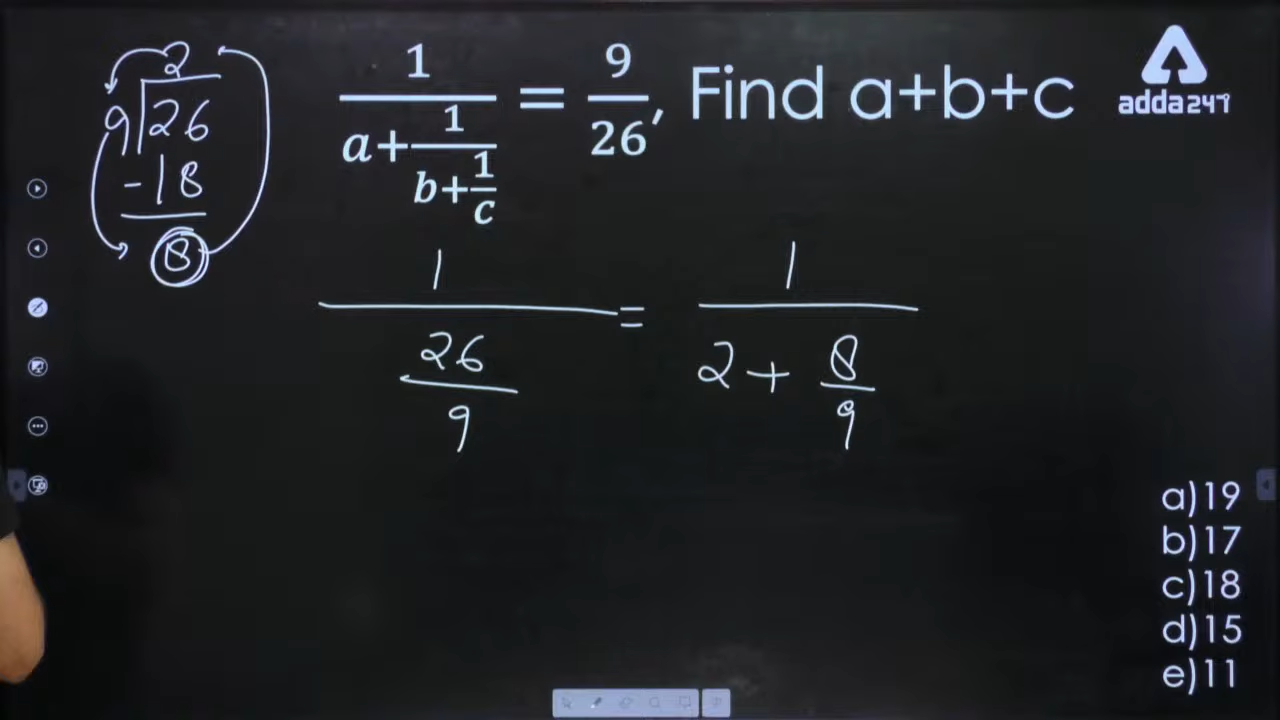 2
9)26
-18
8
1/(a+1/(b+1/c)) = 9/26, Find a+b+c
adda247
1/(26/9) = 1/(2+8/9)
a)19
b)17
c)18
d)15
e)11